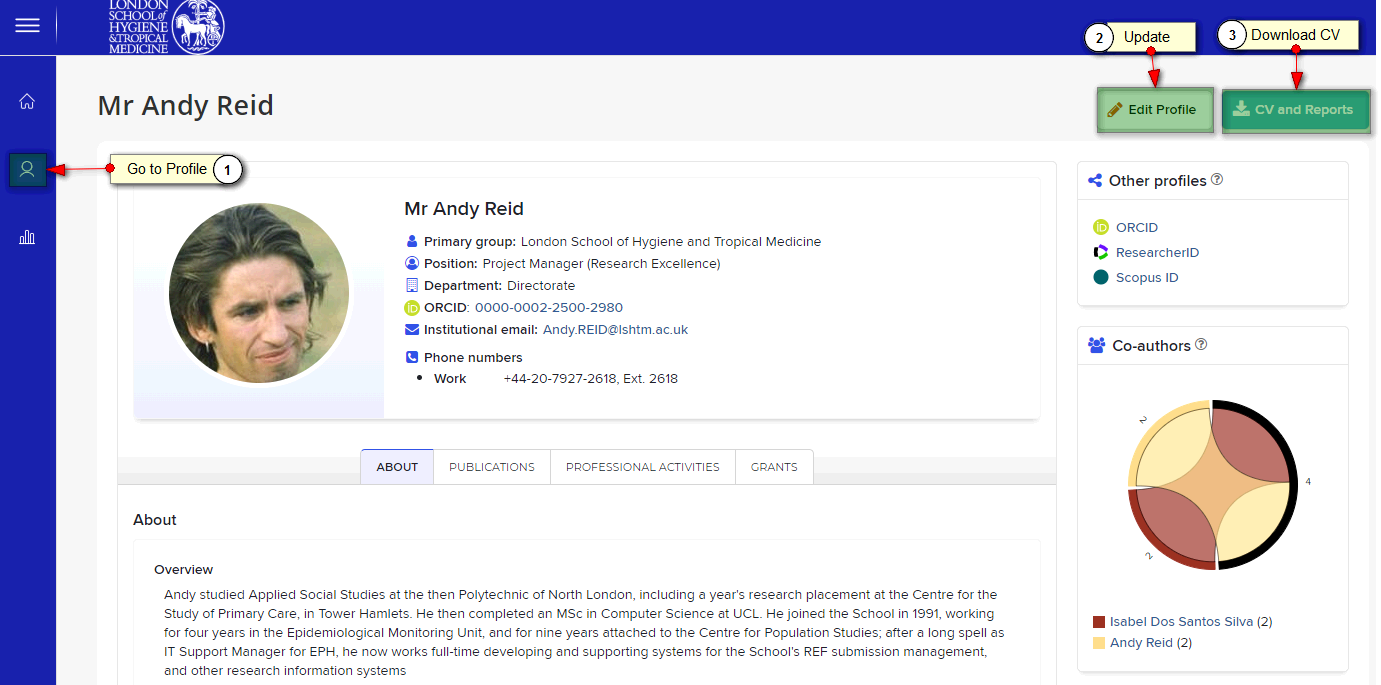 LONDON
SCHOOL of
HYGIENE
&TROPICAL
MEDICINE
2 Update
3 Download CV
Mr Andy Reid
Edit Profile
CV and Reports
Go to Profile 1
Mr Andy Reid
Primary group: London School of Hygiene and Tropical Medicine
Position: Project Manager (Research Excellence)
Department: Directorate
iD ORCID: 0000-0002-2500-2980
Institutional email: Andy.REID@lshtm.ac.uk
Phone numbers
• Work +44-20-7927-2618, Ext. 2618
Other profiles ?
iD ORCID
ResearcherID
Scopus ID
Co-authors ?
2
4
2
Isabel Dos Santos Silva (2)
Andy Reid (2)
ABOUT PUBLICATIONS PROFESSIONAL ACTIVITIES GRANTS
About
Overview
Andy studied Applied Social Studies at the then Polytechnic of North London, including a year's research placement at the Centre for the
Study of Primary Care, in Tower Hamlets. He then completed an MSc in Computer Science at UCL. He joined the School in 1991, working
for four years in the Epidemiological Monitoring Unit, and for nine years attached to the Centre for Population Studies; after a long spell as
IT Support Manager for EPH, he now works full-time developing and supporting systems for the School's REF submission management,
and other research information systems